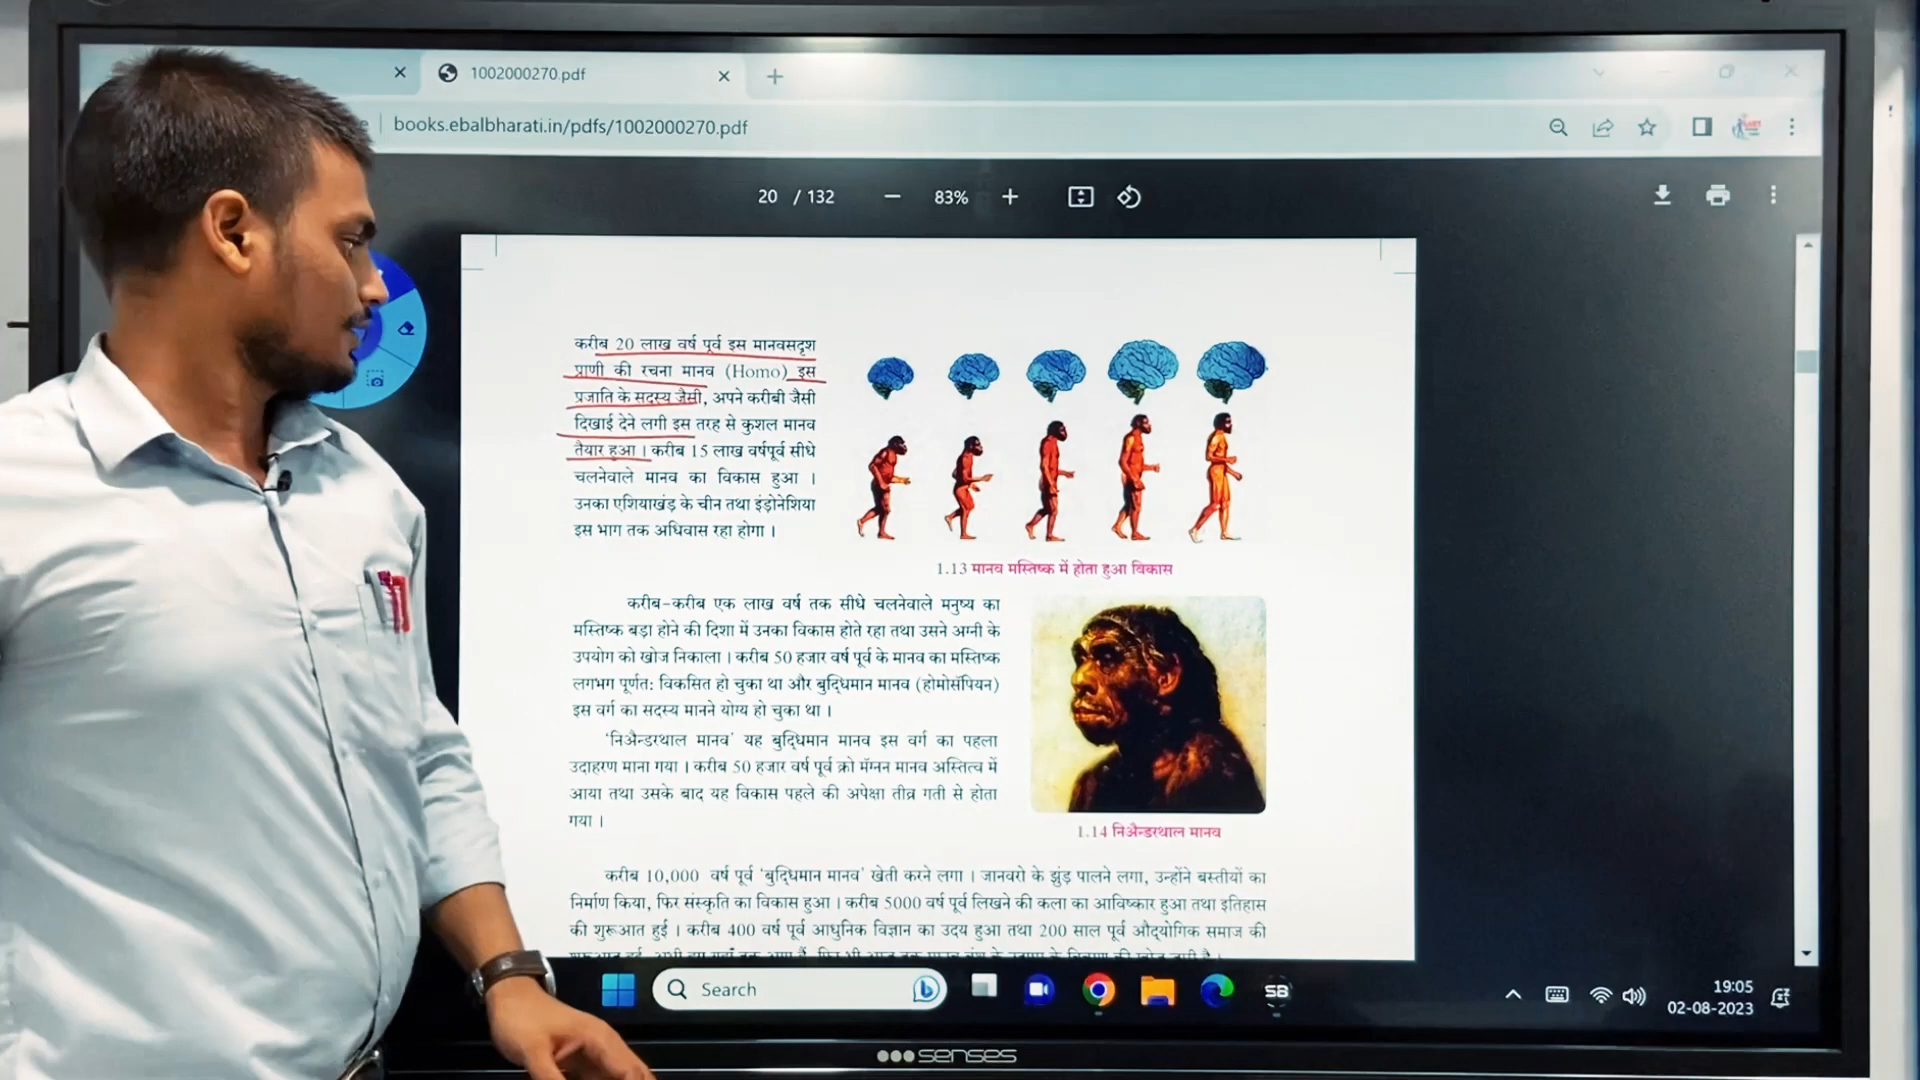 1002000270.pdf
books.ebalbharati.in/pdfs/1002000270.pdf
20 / 132
83%
करीब 20 लाख वर्ष पूर्व इस मानवसदृश
प्राणी की रचना मानव (Homo) इस
प्रजाति के सदस्य जैसी, अपने करीबी जैसी
दिखाई देने लगी इस तरह से कुशल मानव
तैयार हुआ । करीब 15 लाख वर्षपूर्व सीधे
चलनेवाले मानव का विकास हुआ ।
उनका एशियाखंड के चीन तथा इंडोनेशिया
इस भाग तक अधिवास रहा होगा ।
1.13 मानव मस्तिष्क में होता हुआ विकास
करीब-करीब एक लाख वर्ष तक सीधे चलनेवाले मनुष्य का
मस्तिष्क बड़ा होने की दिशा में उनका विकास होते रहा तथा उसने अग्नी के
उपयोग को खोज निकाला । करीब 50 हजार वर्ष पूर्व के मानव का मस्तिष्क
लगभग पूर्णत: विकसित हो चुका था और बुद्धिमान मानव (होमोसॅपियन)
इस वर्ग का सदस्य मानने योग्य हो चुका था ।
'निॲन्डरथाल मानव' यह बुद्धिमान मानव इस वर्ग का पहला
उदाहरण माना गया । करीब 50 हजार वर्ष पूर्व क्रो मॅग्नन मानव अस्तित्व में
आया तथा उसके बाद यह विकास पहले की अपेक्षा तीव्र गती से होता
गया ।
1.14 निॲन्डरथाल मानव
करीब 10,000 वर्ष पूर्व 'बुद्धिमान मानव' खेती करने लगा । जानवरो के झुंड पालने लगा, उन्होंने बस्तीयों का
निर्माण किया, फिर संस्कृति का विकास हुआ । करीब 5000 वर्ष पूर्व लिखने की कला का आविष्कार हुआ तथा इतिहास
की शुरूआत हुई । करीब 400 वर्ष पूर्व आधुनिक विज्ञान का उदय हुआ तथा 200 साल पूर्व औद्योगिक समाज की
Search
SB
19:05
02-08-2023
senses